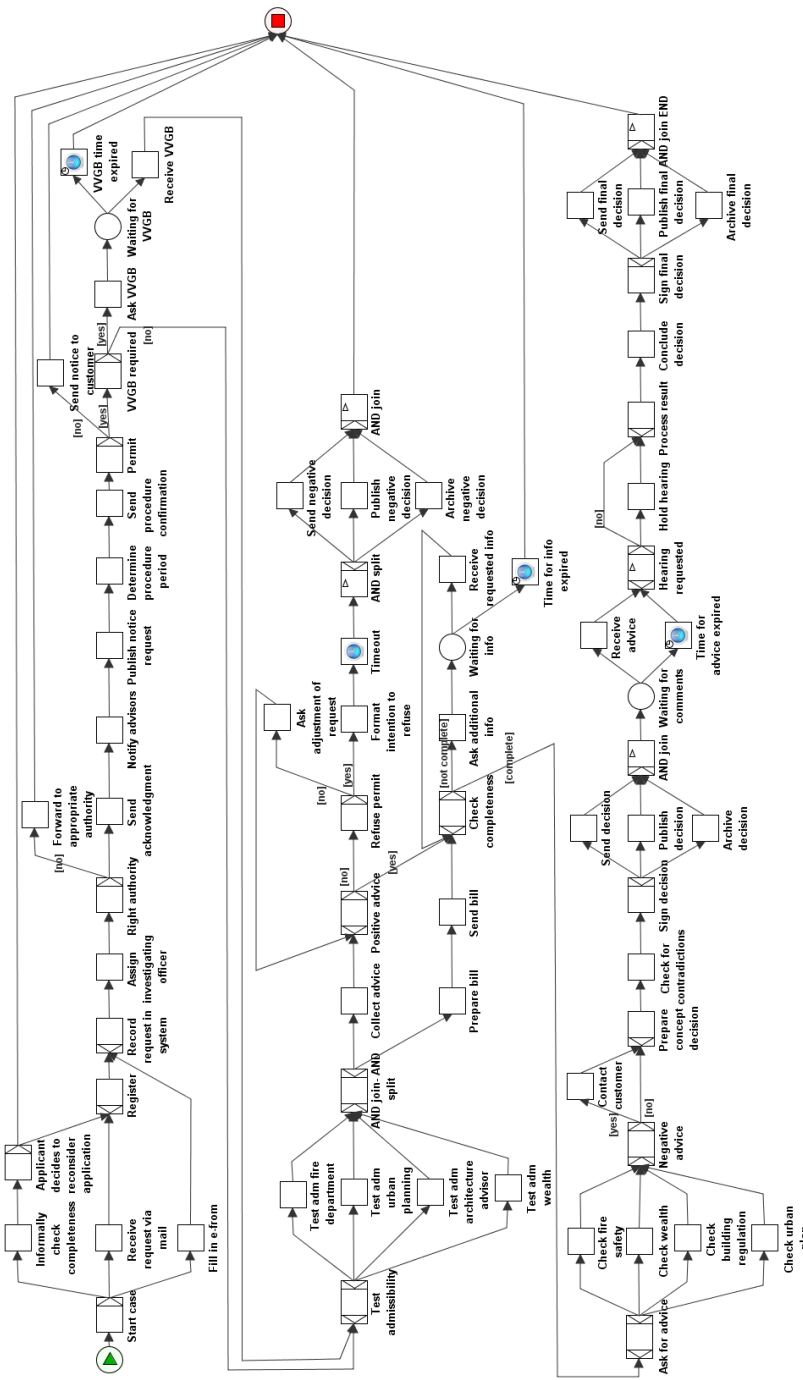 Start case
Informally
check
completeness
Applicant
decides to
reconsider
application
Receive
request via
mail
Fill in e-from
Register
Record
request in
system
Assign
investigating
officer
Right authority
[no]
Forward to
appropriate
authority
Send
acknowledgment
Notify advisors
Publish notice
request
Determine
procedure
period
Send
procedure
confirmation
Permit
[no]
[yes]
Send notice to
customer
VVGB required
[yes]
[no]
Ask VVGB
Waiting for
VVGB
VVGB time
expired
Receive VVGB
Test
admissibility
Test adm fire
department
Test adm
urban
planning
Test adm
architecture
advisor
Test adm
wealth
AND join- AND
split
Collect advice
Prepare bill
Positive advice
[no]
[yes]
Send bill
Refuse permit
[no]
[yes]
Ask
adjustment of
request
Format
intention to
refuse
Timeout
AND split
Send negative
decision
Publish
negative
decision
Archive negative
decision
AND join
Check
completeness
[not complete]
[complete]
Ask additional
info
Waiting for
info
Receive
requested info
Time for info
expired
Ask for advice
Check fire
safety
Check wealth
Check
building
regulation
Check urban
Negative
advice
[yes]
[no]
Contact
customer
Prepare
concept
decision
Check for
contradictions
Sign decision
Send decision
Publish
decision
Archive
decision
AND join
Waiting for
comments
Receive
advice
Time for
advice expired
Hearing
requested
[no]
Hold hearing
Process result
Conclude
decision
Sign final
decision
Send final
decision
Publish final
decision
Archive final
decision
AND join END